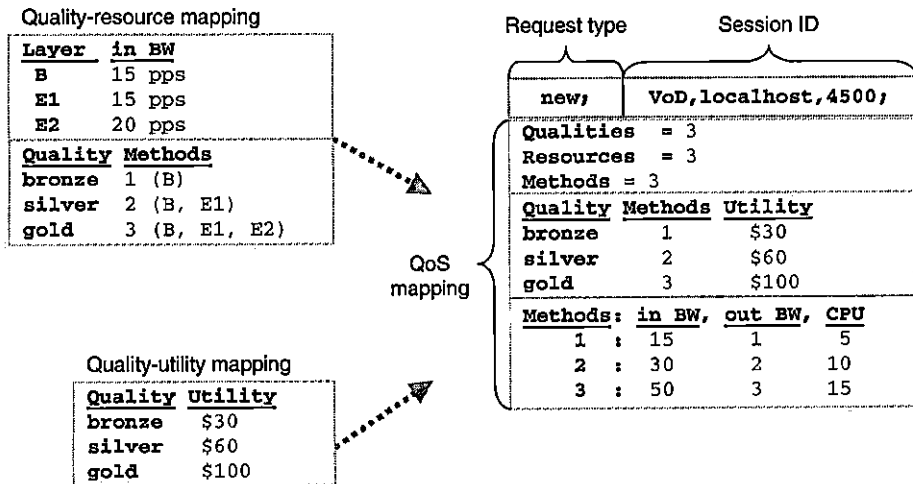 Quality-resource mapping
Layer in BW
B 15 pps
E1 15 pps
E2 20 pps
Quality Methods
bronze 1 (B)
silver 2 (B, E1)
gold 3 (B, E1, E2)
Quality-utility mapping
Quality Utility
bronze $30
silver $60
gold $100
Request type
Session ID
new; VoD,localhost,4500;
QoS
mapping
Qualities = 3
Resources = 3
Methods = 3
Quality Methods Utility
bronze 1 $30
silver 2 $60
gold 3 $100
Methods: in BW, out BW, CPU
1 : 15 1 5
2 : 30 2 10
3 : 50 3 15